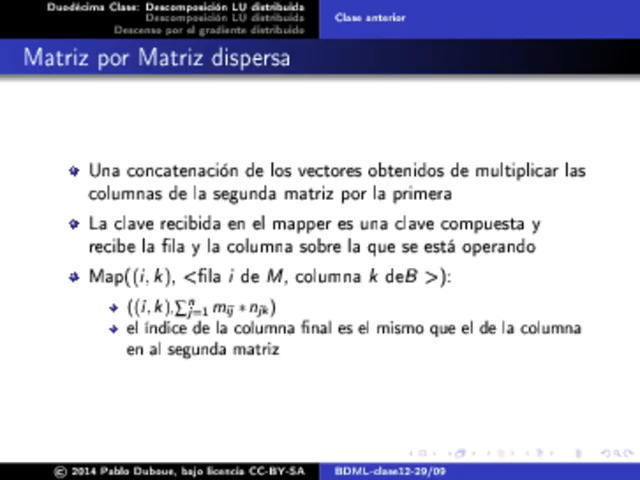 Duodécima Clase: Descomposición LU distribuida
Descomposición LU distribuida
Descenso por el gradiente distribuido
Clase anterior
Matriz por Matriz dispersa
Una concatenación de los vectores obtenidos de multiplicar las
columnas de la segunda matriz por la primera
La clave recibida en el mapper es una clave compuesta y
recibe la fila y la columna sobre la que se está operando
Map((i, k), <fila i de M, columna k deB >):
((i, k), ∑ⁿⱼ₌₁ m_ij * n_jk)
el índice de la columna final es el mismo que el de la columna
en al segunda matriz
© 2014 Pablo Duboue, bajo licencia CC-BY-SA
BDML-clase12-29/09